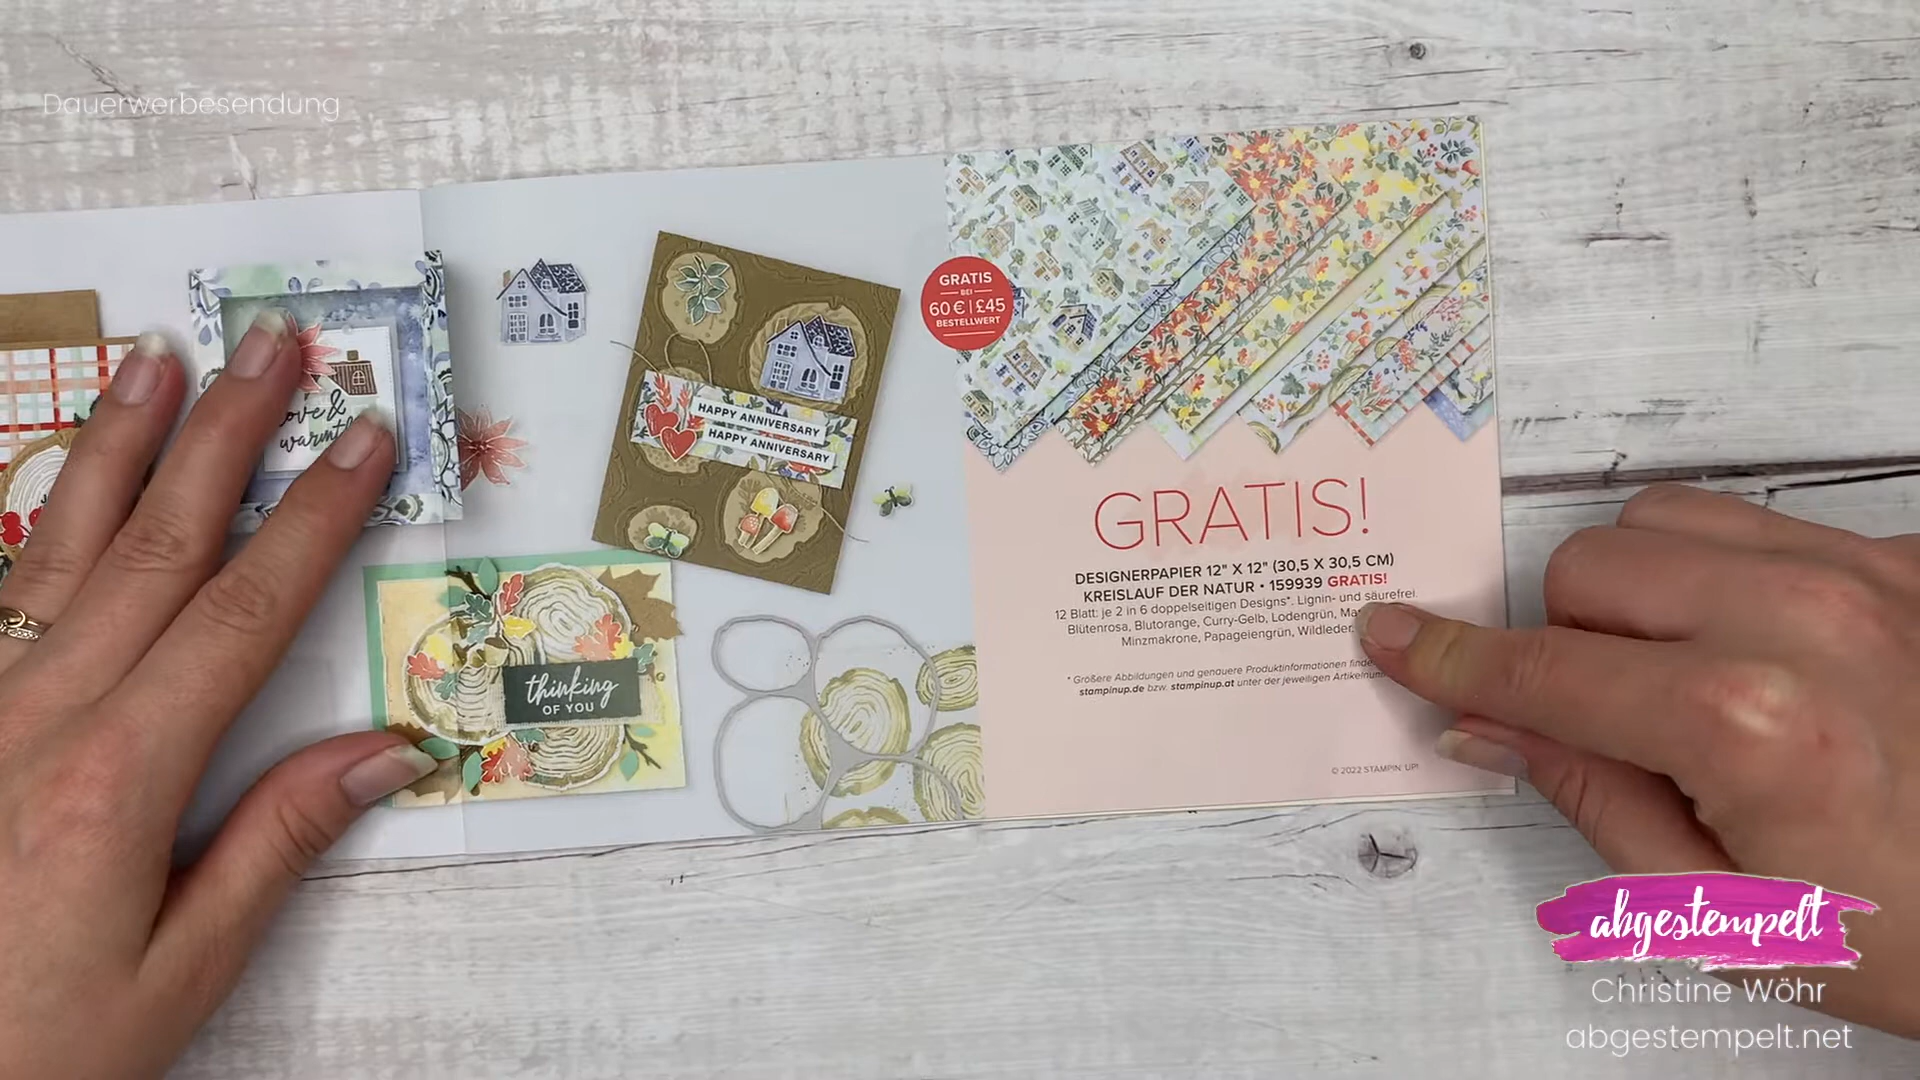 Dauerwerbesendung
love &
HAPPY ANNIVERSARY
HAPPY ANNIVERSARY
thinking
OF YOU
GRATIS
BEI
60 € | £45
BESTELLWERT
GRATIS!
DESIGNERPAPIER 12" X 12" (30,5 X 30,5 CM)
KREISLAUF DER NATUR • 159939 GRATIS!
12 Blatt: je 2 in 6 doppelseitigen Designs*. Lignin- und säurefrei.
Blütenrosa, Blutorange, Curry-Gelb, Lodengrün,
Minzmakrone, Papageiengrün, Wildleder.
* Größere Abbildungen und genauere Produktinformationen
stampinup.de bzw. stampinup.at unter der jeweiligen
© 2022 STAMPIN' UP!
abgestempelt
Christine Wöhr
abgestempelt.net